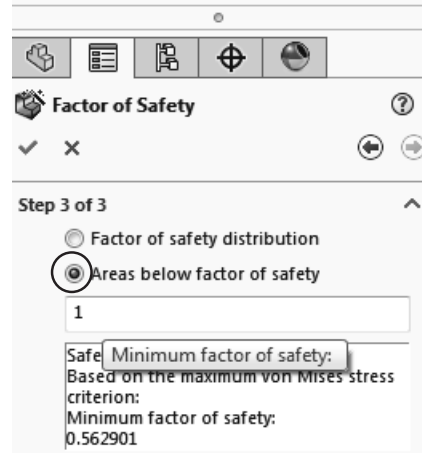 Factor of Safety
Step 3 of 3
Factor of safety distribution
Areas below factor of safety
1
Safe
Minimum factor of safety:
Based on the maximum von Mises stress
criterion:
Minimum factor of safety:
0.562901